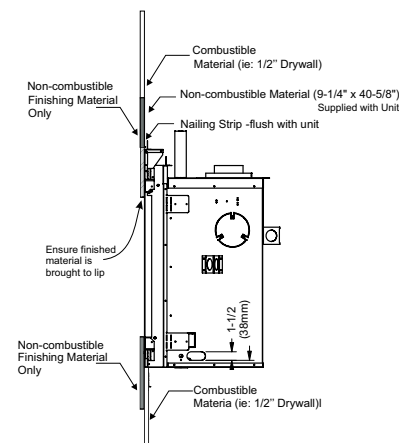 Combustible
Material (ie: 1/2" Drywall)
Non-combustible
Finishing Material
Only
Non-combustible Material (9-1/4" x 40-5/8")
Supplied with Unit
Nailing Strip -flush with unit
Ensure finished
material is
brought to lip
1-1/2
(38mm)
Non-combustible
Finishing Material
Only
Combustible
Materia (ie: 1/2" Drywall)l